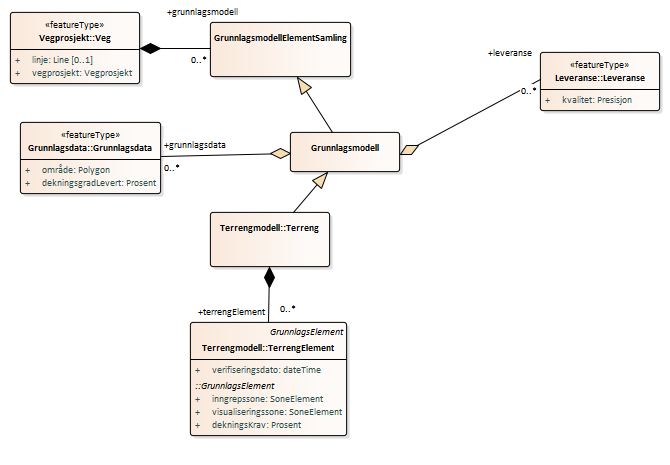 +grunnlagsmodell
«featureType»
Vegprosjekt::Veg
+ linje: Line [0..1]
+ vegprosjekt: Vegprosjekt
0..*
GrunnlagsmodellElementSamling
+leveranse
0..*
«featureType»
Leveranse::Leveranse
+ kvalitet: Presisjon
«featureType»
Grunnlagsdata::Grunnlagsdata
+ område: Polygon
+ dekningsgradLevert: Prosent
+grunnlagsdata
0..*
Grunnlagsmodell
Terrengmodell::Terreng
+terrengElement
0..*
GrunnlagsElement
Terrengmodell::TerrengElement
+ verifiseringsdato: dateTime
::GrunnlagsElement
+ inngrepssone: SoneElement
+ visualiseringssone: SoneElement
+ dekningsKrav: Prosent